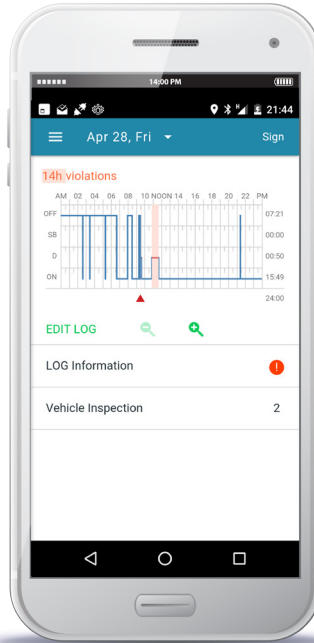 14:00 PM
21:44
Apr 28, Fri
Sign
14h violations
AM 02 04 06 08 10 NOON 14 16 18 20 22 PM
OFF 07:21
SB 00:00
D 00:50
ON 15:49
24:00
EDIT LOG
LOG Information
Vehicle Inspection 2